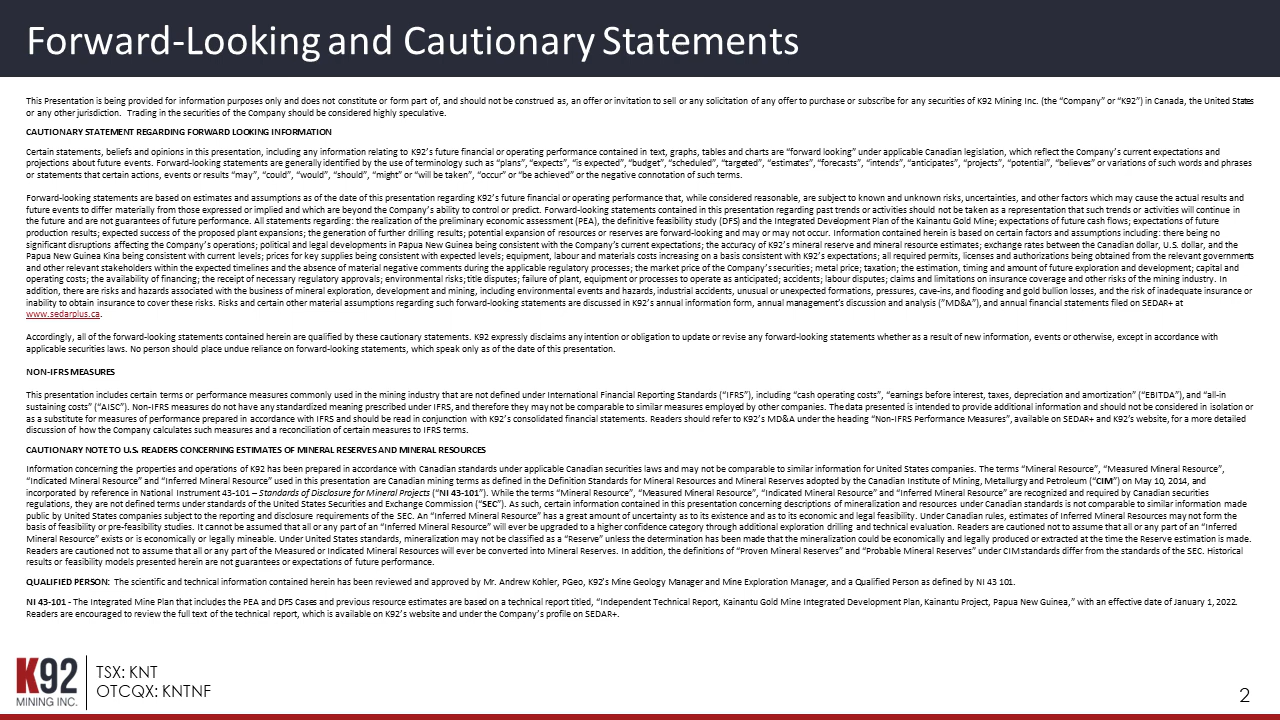 Forward-Looking and Cautionary Statements
This Presentation is being provided for information purposes only and does not constitute or form part of, and should not be construed as, an offer or invitation to sell or any solicitation of any offer to purchase or subscribe for any securities of K92 Mining Inc. (the “Company” or “K92”) in Canada, the United States
or any other jurisdiction. Trading in the securities of the Company should be considered highly speculative.
CAUTIONARY STATEMENT REGARDING FORWARD LOOKING INFORMATION
Certain statements, beliefs and opinions in this presentation, including any information relating to K92’s future financial or operating performance contained in text, graphs, tables and charts are “forward looking” under applicable Canadian legislation, which reflect the Company’s current expectations and
projections about future events. Forward-looking statements are generally identified by the use of terminology such as “plans”, “expects”, “is expected”, “budget”, “scheduled”, “targeted”, “estimates”, “forecasts”, “intends”, “anticipates”, “projects”, “potential”, “believes” or variations of such words and phrases
or statements that certain actions, events or results “may”, “could”, “would”, “should”, “might” or “will be taken”, “occur” or “be achieved” or the negative connotation of such terms.
Forward-looking statements are based on estimates and assumptions as of the date of this presentation regarding K92’s future financial or operating performance that, while considered reasonable, are subject to known and unknown risks, uncertainties, and other factors which may cause the actual results and
future events to differ materially from those expressed or implied and which are beyond the Company’s ability to control or predict. Forward-looking statements contained in this presentation regarding past trends or activities should not be taken as a representation that such trends or activities will continue in
the future and are not guarantees of future performance. All statements regarding: the realization of the preliminary economic assessment (PEA), the definitive feasibility study (DFS) and the Integrated Development Plan of the Kainantu Gold Mine; expectations of future cash flows; expectations of future
production results; expected success of the proposed plant expansions; the generation of further drilling results; potential expansion of resources or reserves are forward-looking and may or may not occur. Information contained herein is based on certain factors and assumptions including: there being no
significant disruptions affecting the Company’s operations; political and legal developments in Papua New Guinea being consistent with the Company’s current expectations; the accuracy of K92’s mineral reserve and mineral resource estimates; exchange rates between the Canadian dollar, U.S. dollar, and the
Papua New Guinea Kina being consistent with current levels; prices for key supplies being consistent with expected levels; equipment, labour and materials costs increasing on a basis consistent with K92’s expectations; all required permits, licenses and authorizations being obtained from the relevant governments
and other relevant stakeholders within the expected timelines and the absence of material negative comments during the applicable regulatory processes; the market price of the Company’s securities; metal price; taxation; the estimation, timing and amount of future exploration and development; capital and
operating costs; the availability of financing; the receipt of necessary regulatory approvals; environmental risks; title disputes; failure of plant, equipment or processes to operate as anticipated; accidents; labour disputes; claims and limitations on insurance coverage and other risks of the mining industry. In
addition, there are risks and hazards associated with the business of mineral exploration, development and mining, including environmental events and hazards, industrial accidents, unusual or unexpected formations, pressures, cave-ins, and flooding and gold bullion losses, and the risk of inadequate insurance or
inability to obtain insurance to cover these risks. Risks and certain other material assumptions regarding such forward-looking statements are discussed in K92’s annual information form, annual management’s discussion and analysis (“MD&A”), and annual financial statements filed on SEDAR+ at
www.sedarplus.ca.
Accordingly, all of the forward-looking statements contained herein are qualified by these cautionary statements. K92 expressly disclaims any intention or obligation to update or revise any forward-looking statements whether as a result of new information, events or otherwise, except in accordance with
applicable securities laws. No person should place undue reliance on forward-looking statements, which speak only as of the date of this presentation.
NON-IFRS MEASURES
This presentation includes certain terms or performance measures commonly used in the mining industry that are not defined under International Financial Reporting Standards (“IFRS”), including “cash operating costs”, “earnings before interest, taxes, depreciation and amortization” (“EBITDA”), and “all-in
sustaining costs” (“AISC”). Non-IFRS measures do not have any standardized meaning prescribed under IFRS, and therefore they may not be comparable to similar measures employed by other companies. The data presented is intended to provide additional information and should not be considered in isolation or
as a substitute for measures of performance prepared in accordance with IFRS and should be read in conjunction with K92’s consolidated financial statements. Readers should refer to K92’s MD&A under the heading “Non-IFRS Performance Measures”, available on SEDAR+ and K92’s website, for a more detailed
discussion of how the Company calculates such measures and a reconciliation of certain measures to IFRS terms.
CAUTIONARY NOTE TO U.S. READERS CONCERNING ESTIMATES OF MINERAL RESERVES AND MINERAL RESOURCES
Information concerning the properties and operations of K92 has been prepared in accordance with Canadian standards under applicable Canadian securities laws and may not be comparable to similar information for United States companies. The terms “Mineral Resource”, “Measured Mineral Resource”,
“Indicated Mineral Resource” and “Inferred Mineral Resource” used in this presentation are Canadian mining terms as defined in the Definition Standards for Mineral Resources and Mineral Reserves adopted by the Canadian Institute of Mining, Metallurgy and Petroleum (“CIM”) on May 10, 2014, and
incorporated by reference in National Instrument 43-101 – Standards of Disclosure for Mineral Projects (“NI 43-101”). While the terms “Mineral Resource”, “Measured Mineral Resource”, “Indicated Mineral Resource” and “Inferred Mineral Resource” are recognized and required by Canadian securities
regulations, they are not defined terms under standards of the United States Securities and Exchange Commission (“SEC”). As such, certain information contained in this presentation concerning descriptions of mineralization and resources under Canadian standards is not comparable to similar information made
public by United States companies subject to the reporting and disclosure requirements of the SEC. An “Inferred Mineral Rosource” has a great amount of uncertainty as to its existence and as to its economic and legal feasibility. Under Canadian rules, estimates of Inferred Mineral Resources may not form the
basis of feasibility or pre-feasibility studies. It cannot be assumed that all or any part of an “Inferred Mineral Resource” will ever be upgraded to a higher confidence category through additional exploration drilling and technical evaluation. Readers are cautioned not to assume that all or any part of an “Inferred
Mineral Resource” exists or is economically or legally mineable. Under United States standards, mineralization may not be classified as a “Reserve” unless the determination has been made that the mineralization could be economically and legally produced or extracted at the time the Reserve estimation is made.
Readers are cautioned not to assume that all or any part of the Measured or Indicated Mineral Resources will ever be converted into Mineral Reserves. In addition, the definitions of “Proven Mineral Reserves” and “Probable Mineral Reserves” under CIM standards differ from the standards of the SEC. Historical
results or feasibility models presented herein are not guarantees or expectations of future performance.
QUALIFIED PERSON: The scientific and technical information contained herein has been reviewed and approved by Mr. Andrew Kohler, PGeo, K92’s Mine Geology Manager and Mine Exploration Manager, and a Qualified Person as defined by NI 43 101.
NI 43-101 - The Integrated Mine Plan that includes the PEA and DFS Cases and previous resource estimates are based on a technical report titled, “Independent Technical Report, Kainantu Gold Mine Integrated Development Plan, Kainantu Project, Papua New Guinea,” with an effective date of January 1, 2022.
Readers are encouraged to review the full text of the technical report, which is available on K92’s website and under the Company’s profile on SEDAR+.
K92
MINING INC.
TSX: KNT
OTCQX: KNTNF
2